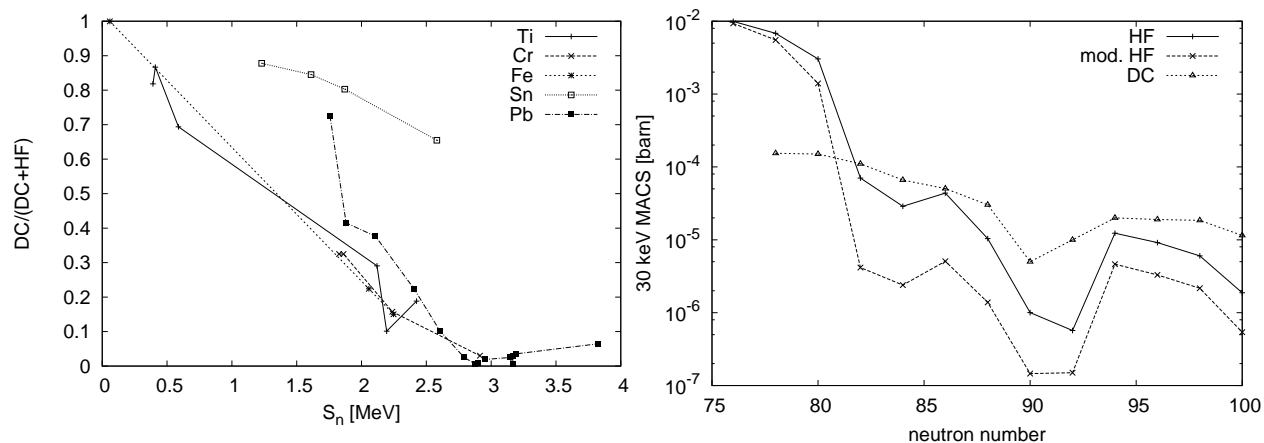 1
0.9
0.8
0.7
0.6
0.5
0.4
0.3
0.2
0.1
0
DC/(DC+HF)
0 0.5 1 1.5 2 2.5 3 3.5 4
S_n [MeV]
Ti
Cr
Fe
Sn
Pb
10^-2
10^-3
10^-4
10^-5
10^-6
10^-7
30 keV MACS [barn]
75 80 85 90 95 100
neutron number
HF
mod. HF
DC